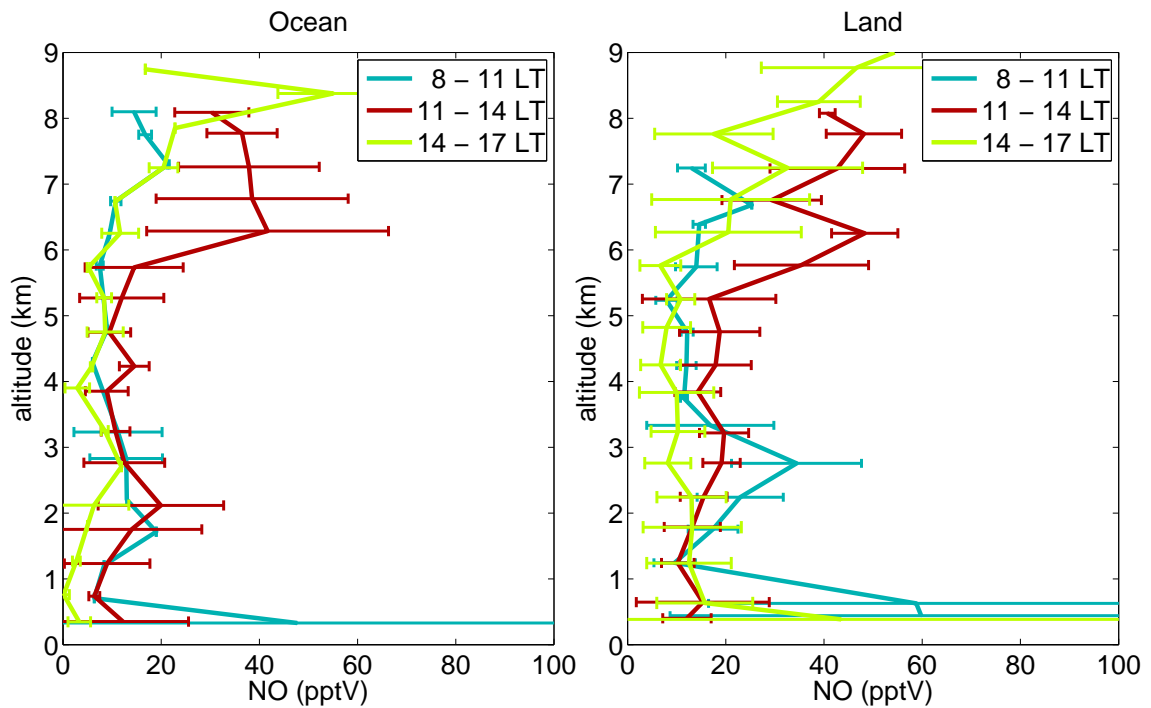 Ocean
9
8
7
6
5
4
3
2
1
0
altitude (km)
0 20 40 60 80 100
NO (pptV)
8 – 11 LT
11 – 14 LT
14 – 17 LT
Land
9
8
7
6
5
4
3
2
1
0
altitude (km)
0 20 40 60 80 100
NO (pptV)
8 – 11 LT
11 – 14 LT
14 – 17 LT